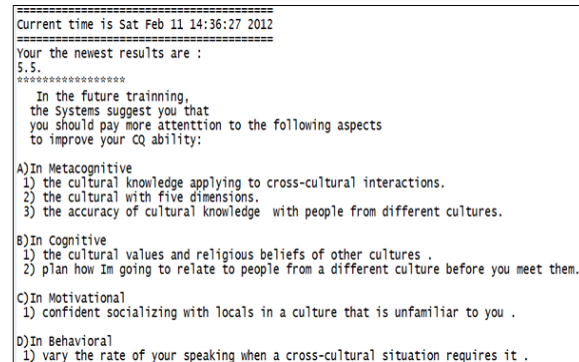 ========================================
Current time is Sat Feb 11 14:36:27 2012
========================================
Your the newest results are :
5.5.
*****************
In the future trainning,
the Systems suggest you that
you should pay more atttention to the following aspects
to improve your CQ ability:
A)In Metacognitive
1) the cultural knowledge applying to cross-cultural interactions.
2) the cultural with five dimensions.
3) the accuracy of cultural knowledge with people from different cultures.
B)In Cognitive
1) the cultural values and religious beliefs of other cultures .
2) plan how Im going to relate to people from a different culture before you meet them.
C)In Motivational
1) confident socializing with locals in a culture that is unfamiliar to you .
D)In Behavioral
1) vary the rate of your speaking when a cross-cultural situation requires it .